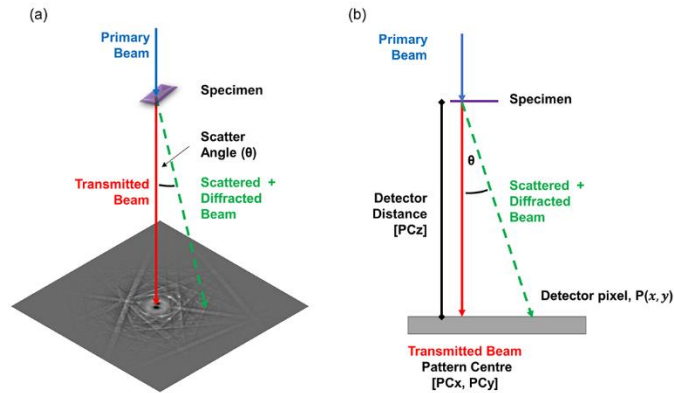 (a)
Primary
Beam
Specimen
Scatter
Angle (θ)
Transmitted
Beam
Scattered +
Diffracted
Beam
(b)
Primary
Beam
Specimen
θ
Detector
Distance
[PCz]
Scattered +
Diffracted
Beam
Detector pixel, P(x, y)
Transmitted Beam
Pattern Centre
[PCx, PCy]